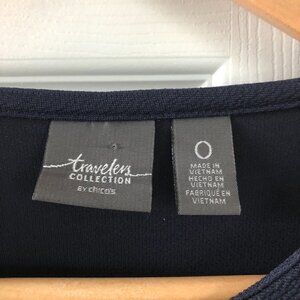 travelers
COLLECTION
BY chico's
0
MADE IN
VIETNAM
HECHO EN
VIETNAM
FABRIQUÉ EN
VIETNAM